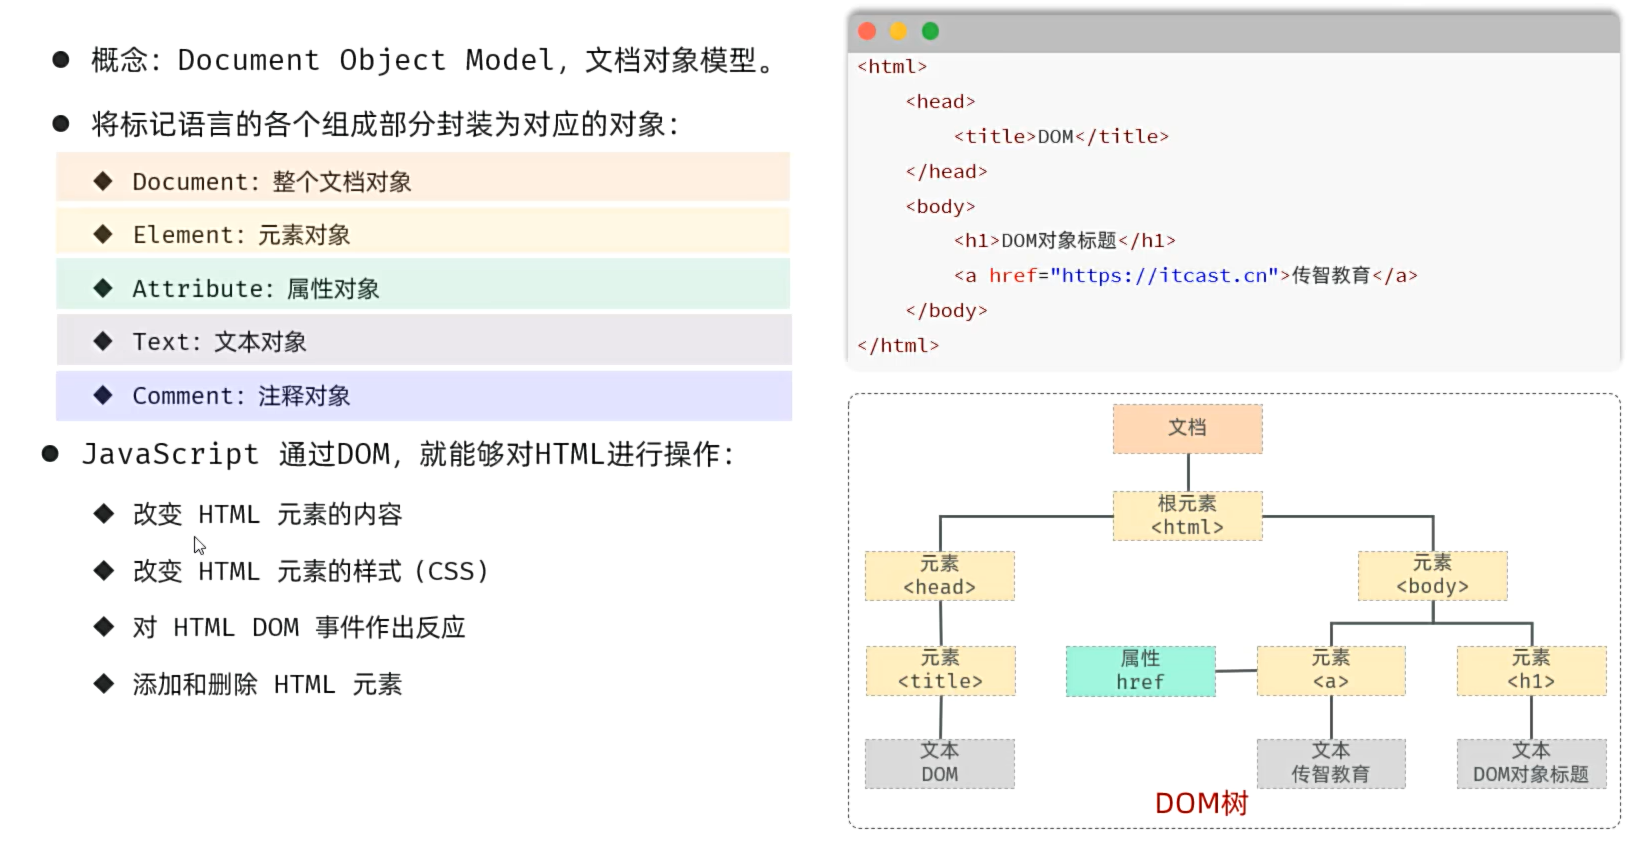 ● 概念：Document Object Model，文档对象模型。
● 将标记语言的各个组成部分封装为对应的对象：
◆ Document：整个文档对象
◆ Element：元素对象
◆ Attribute：属性对象
◆ Text：文本对象
◆ Comment：注释对象
● JavaScript 通过DOM，就能够对HTML进行操作：
◆ 改变 HTML 元素的内容
◆ 改变 HTML 元素的样式（CSS）
◆ 对 HTML DOM 事件作出反应
◆ 添加和删除 HTML 元素
<html>
<head>
<title>DOM</title>
</head>
<body>
<h1>DOM对象标题</h1>
<a href="https://itcast.cn">传智教育</a>
</body>
</html>
文档
根元素
<html>
元素
<head>
元素
<body>
元素
<title>
属性
href
元素
<a>
元素
<h1>
文本
DOM
文本
传智教育
文本
DOM对象标题
DOM树